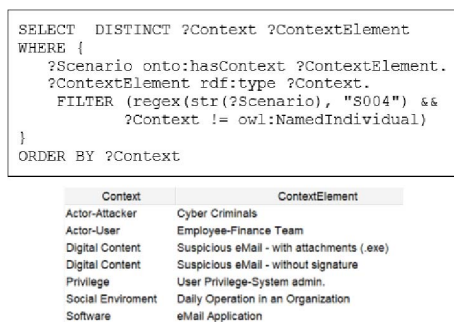 SELECT DISTINCT ?Context ?ContextElement
WHERE {
?Scenario onto:hasContext ?ContextElement.
?ContextElement rdf:type ?Context.
FILTER (regex(str(?Scenario), "S004") &&
?Context != owl:NamedIndividual)
}
ORDER BY ?Context
Context ContextElement
Actor-Attacker Cyber Criminals
Actor-User Employee-Finance Team
Digital Content Suspicious eMail - with attachments (.exe)
Digital Content Suspicious eMail - without signature
Privilege User Privilege-System admin.
Social Enviroment Daily Operation in an Organization
Software eMail Application